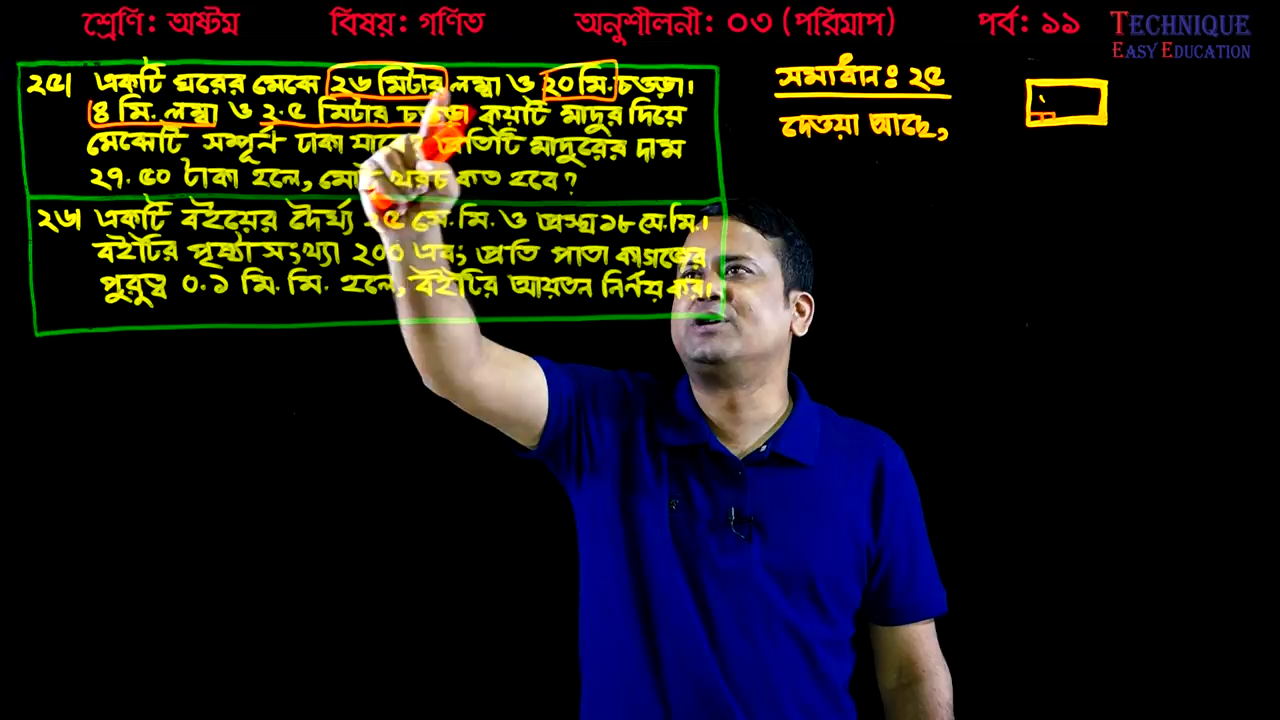 শ্রেণি: অষ্টম বিষয়: গণিত অনুশীলনী: ০৩ (পরিমাপ) পর্ব: ১১
TECHNIQUE
EASY EDUCATION
২৫। একটি ঘরের মেঝে ২৬ মিটার লম্বা ও ২০ মি. চওড়া।
৪ মি. লম্বা ও ২.৫ মিটার চওড়া কয়টি মাদুর দিয়ে
মেঝেটি সম্পূর্ণ ঢাকা যাবে? প্রতিটি মাদুরের দাম
২৭.৫০ টাকা হলে, মোট খরচ কত হবে?
২৬। একটি বইয়ের দৈর্ঘ্য ২৫ সে.মি. ও প্রস্থ ১৮ সে.মি.।
বইটির পৃষ্ঠাসংখ্যা ২০০ এবং প্রতি পাতা কাগজের
পুরুত্ব ০.১ মি.মি. হলে, বইটির আয়তন নির্ণয় কর।
সমাধান: ২৫
দেওয়া আছে,